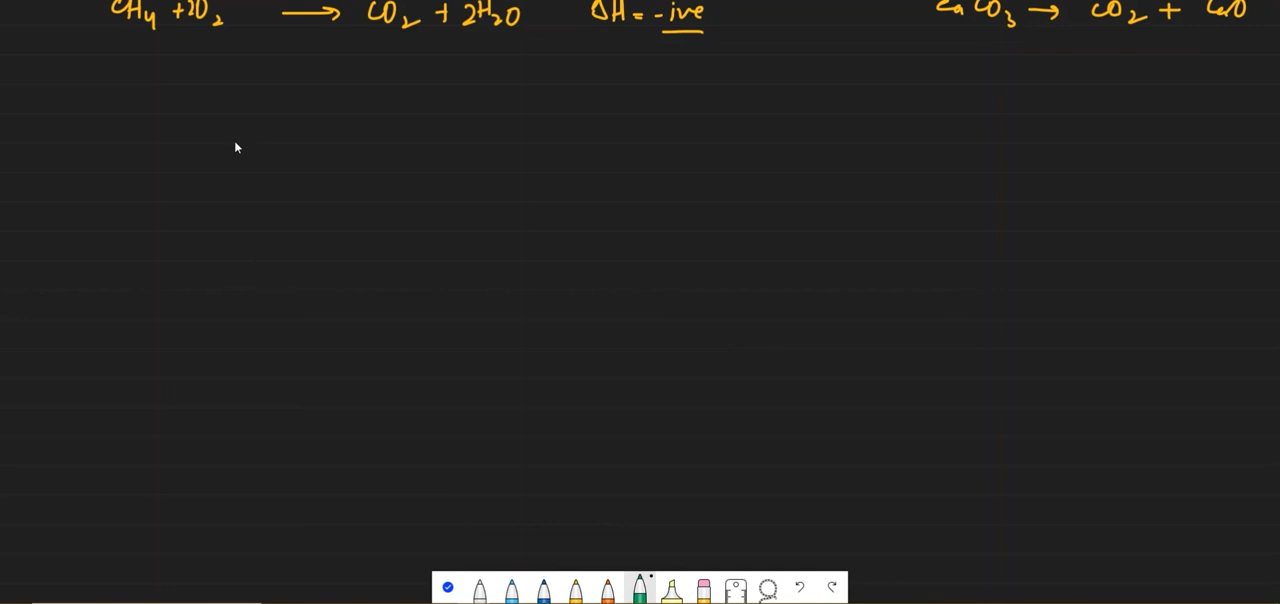 CH₄ + 2O₂ ⟶ CO₂ + 2H₂O ΔH = -ive CaCO₃ → CO₂ + CaO